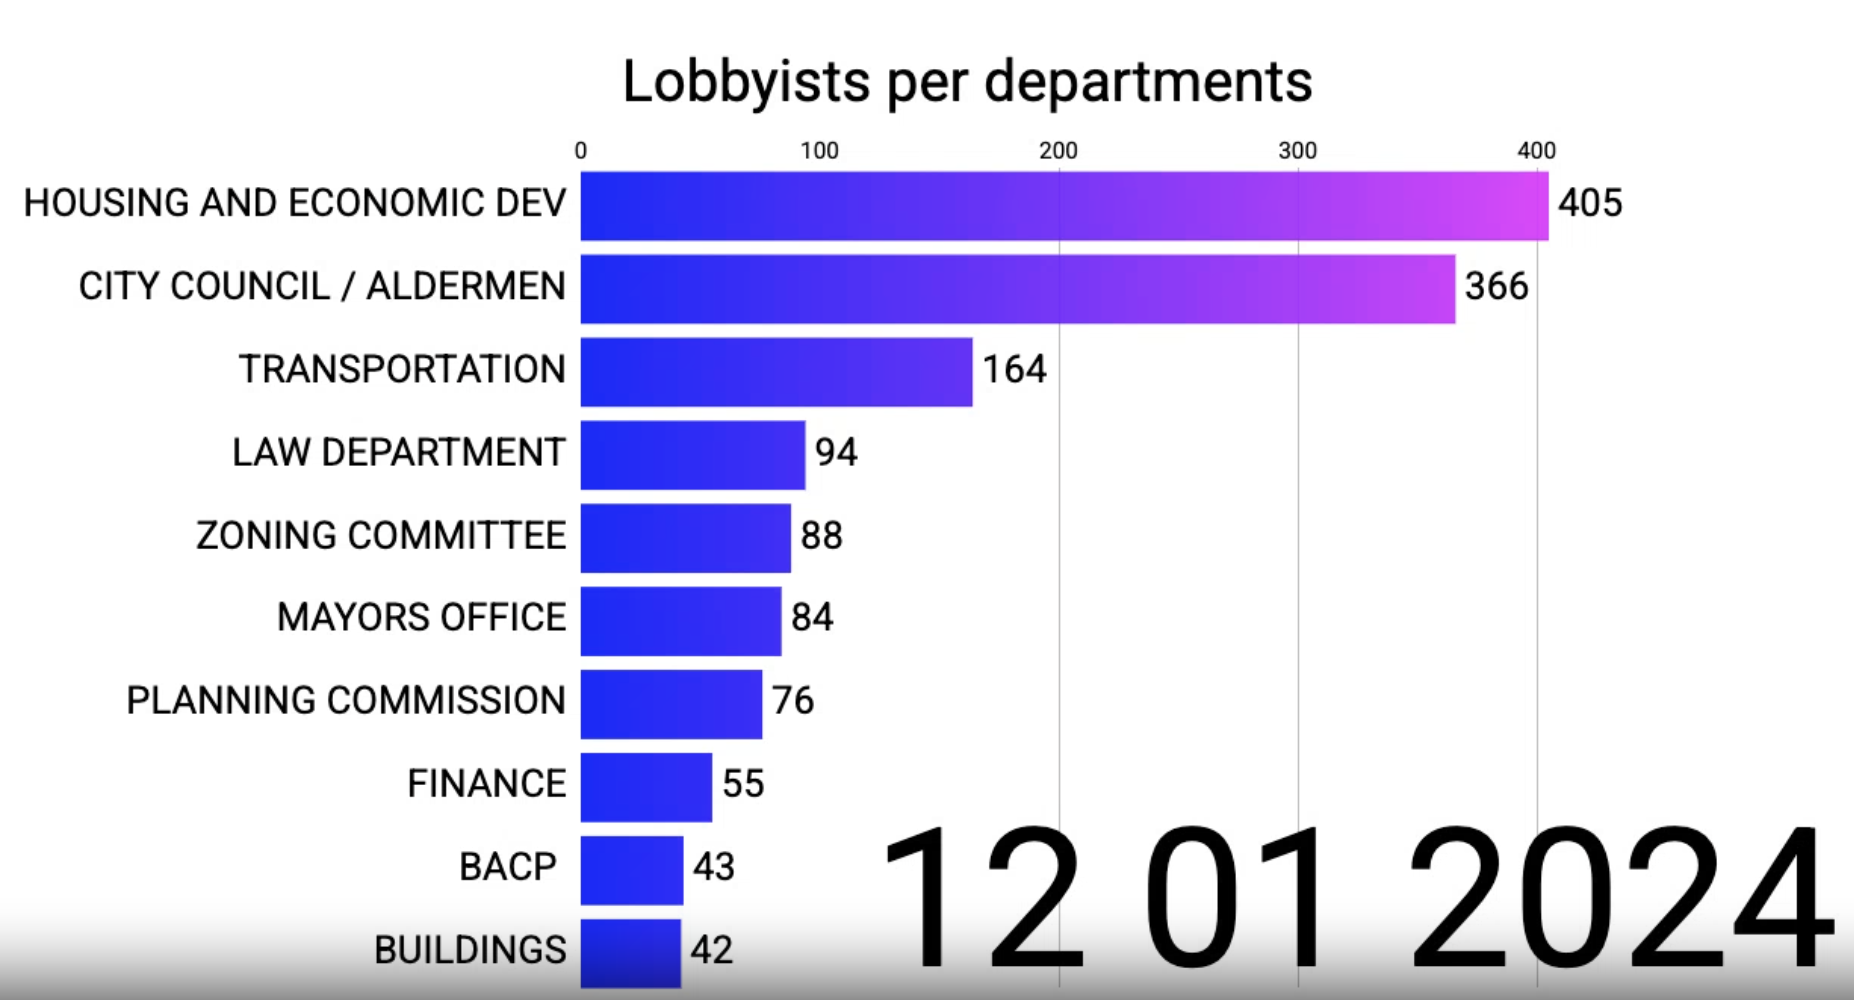 Lobbyists per departments
0 100 200 300 400
HOUSING AND ECONOMIC DEV 405
CITY COUNCIL / ALDERMEN 366
TRANSPORTATION 164
LAW DEPARTMENT 94
ZONING COMMITTEE 88
MAYORS OFFICE 84
PLANNING COMMISSION 76
FINANCE 55
BACP 43
BUILDINGS 42
12 01 2024